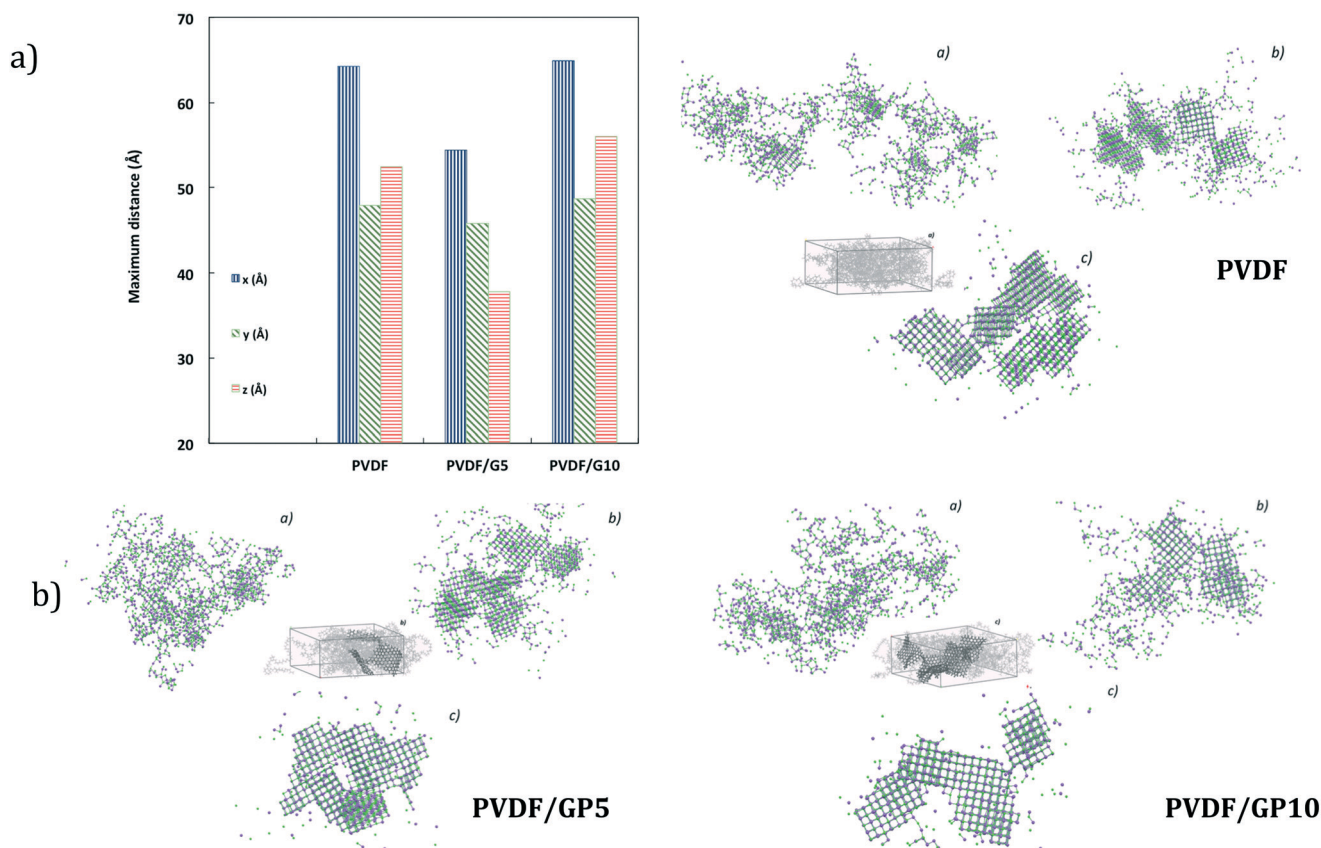 a)
70
60
50
40
30
20
Maximum distance (Å)
x (Å)
y (Å)
z (Å)
PVDF
PVDF/G5
PVDF/G10
a)
b)
a)
c)
PVDF
b)
a)
b)
b)
c)
PVDF/GP5
a)
b)
c)
c)
PVDF/GP10